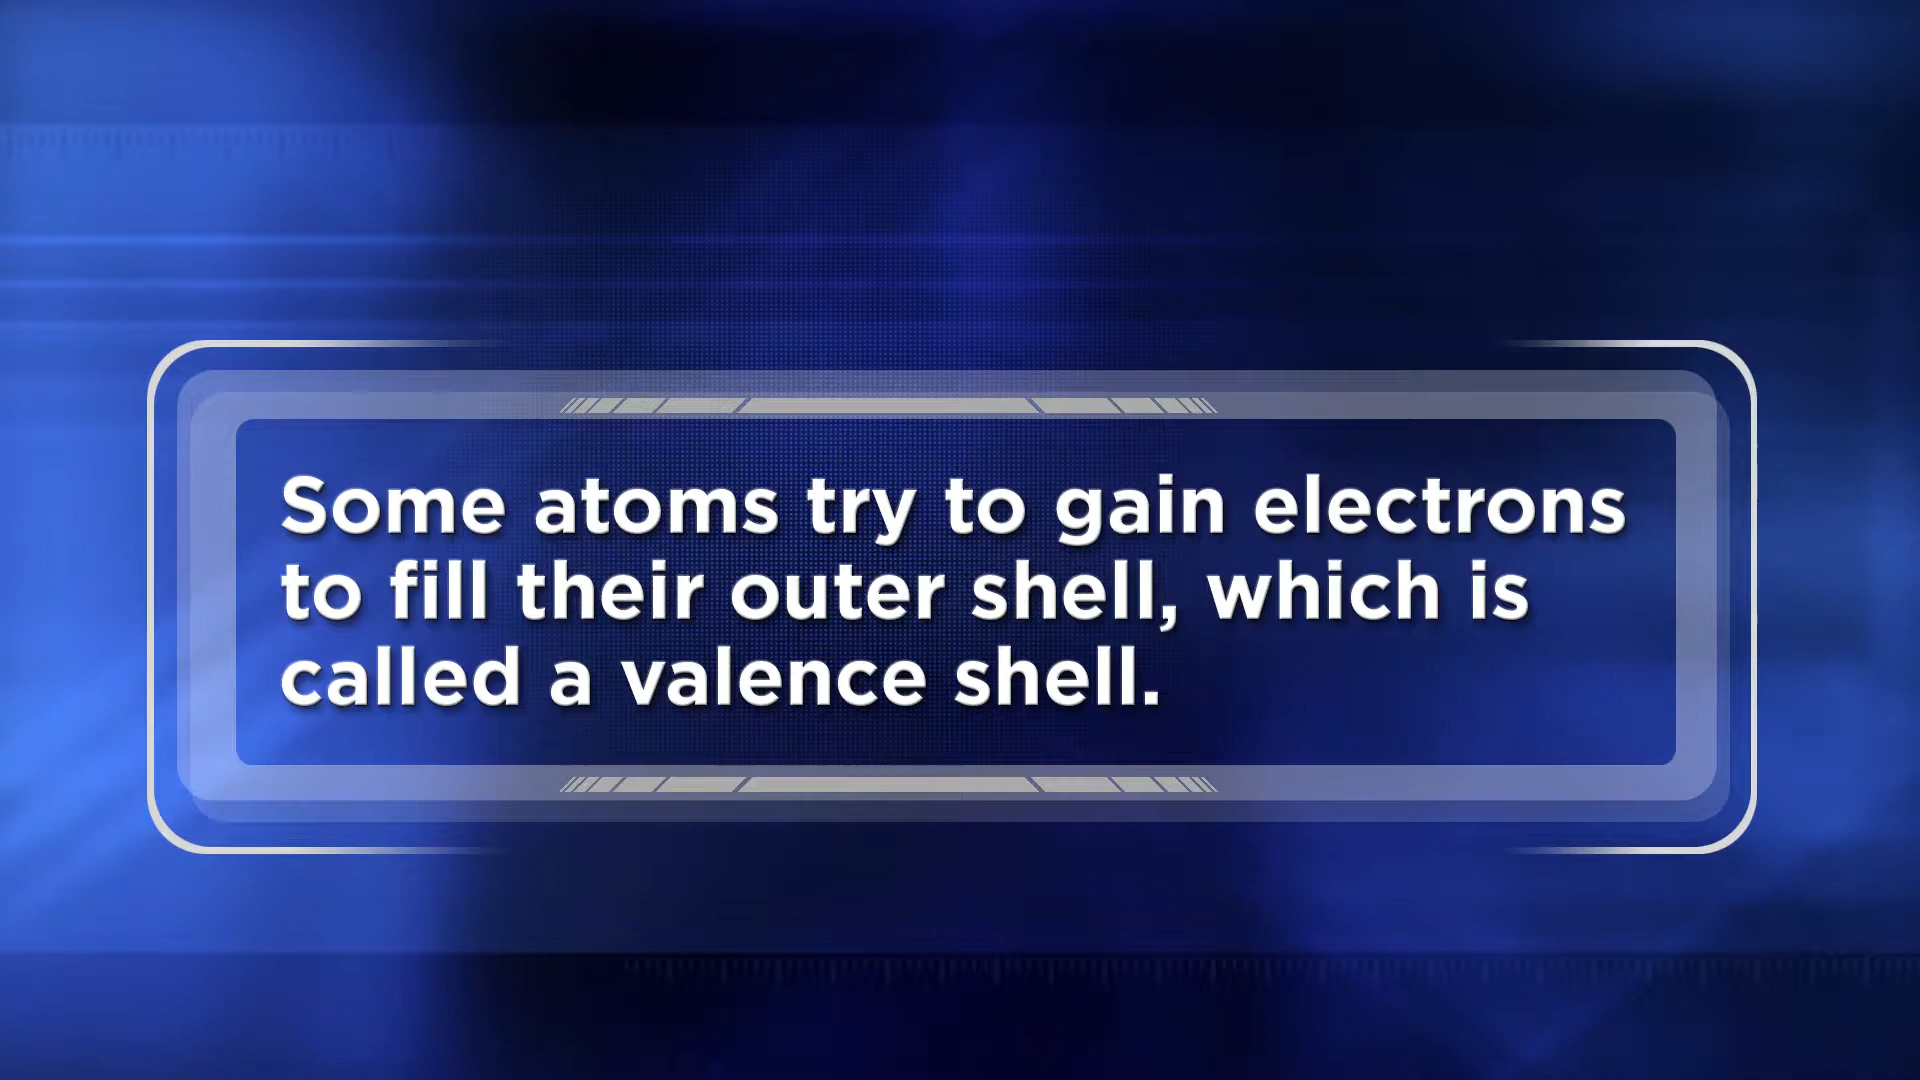 Some atoms try to gain electrons
to fill their outer shell, which is
called a valence shell.